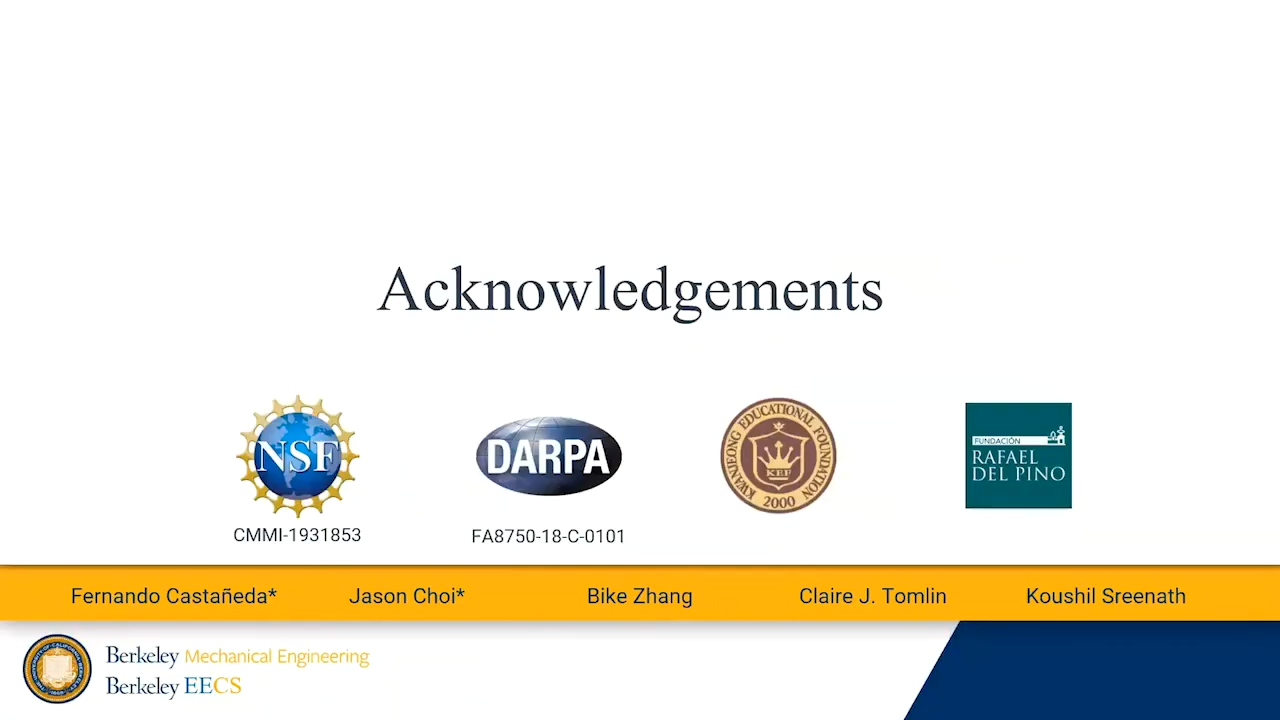 Acknowledgements
NSF
DARPA
KWANJEONG EDUCATIONAL FOUNDATION
KEF
2000
FUNDACIÓN
RAFAEL
DEL PINO
CMMI-1931853
FA8750-18-C-0101
Fernando Castañeda* Jason Choi* Bike Zhang Claire J. Tomlin Koushil Sreenath
Berkeley Mechanical Engineering
Berkeley EECS